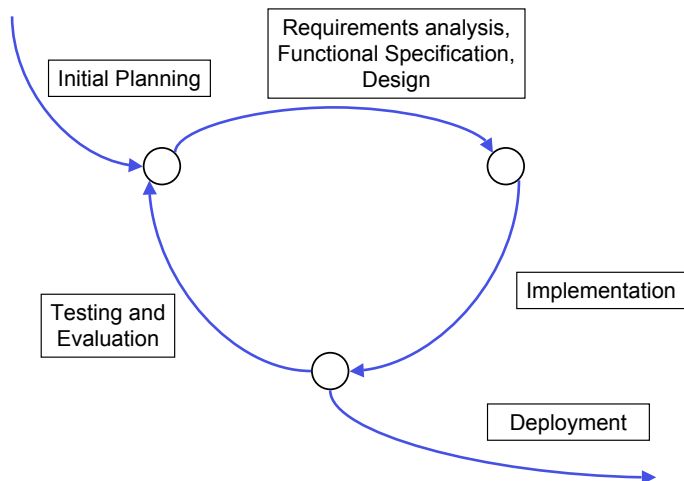 Initial Planning
Requirements analysis,
Functional Specification,
Design
Implementation
Testing and
Evaluation
Deployment